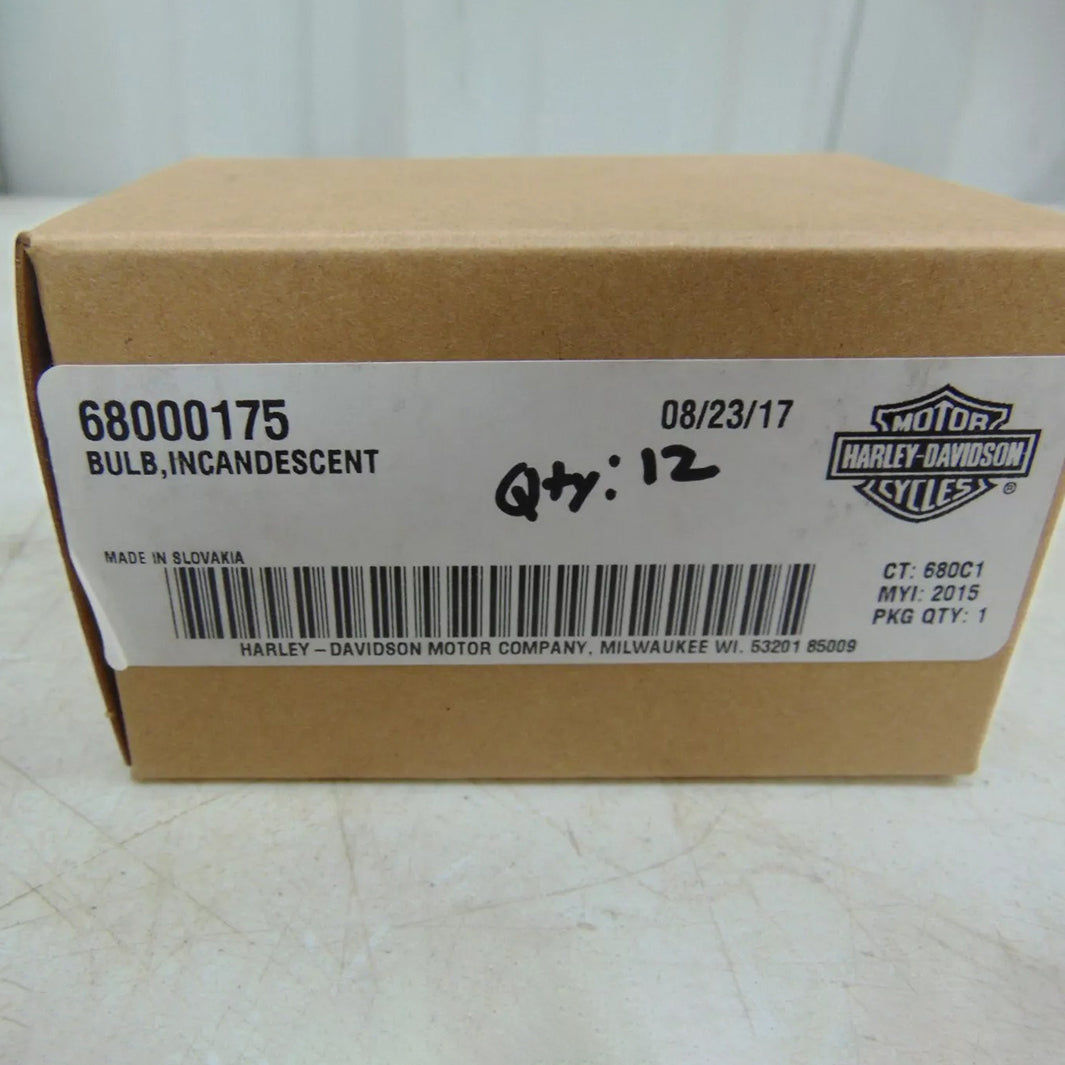 68000175
08/23/17
BULB,INCANDESCENT
Qty: 12
MOTOR
HARLEY-DAVIDSON
CYCLES ®
MADE IN SLOVAKIA
CT: 680C1
MYI: 2015
PKG QTY: 1
HARLEY-DAVIDSON MOTOR COMPANY, MILWAUKEE WI. 53201 85009